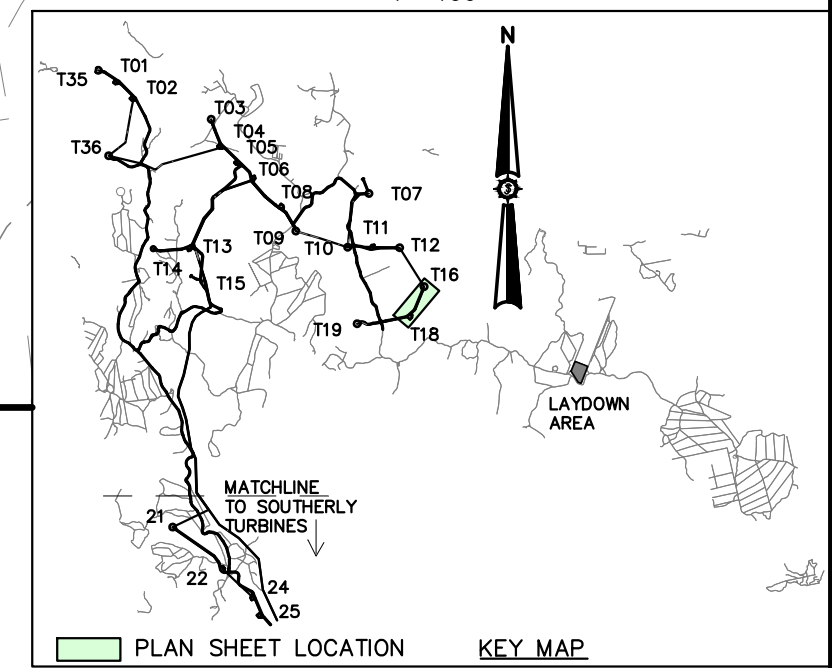 N
T35
T01
T02
T36
T03
T04
T05
T06
T08
T07
T09
T10
T11
T12
T13
T14
T15
T16
T18
T19
LAYDOWN
AREA
MATCHLINE
TO SOUTHERLY
TURBINES
21
22
24
25
PLAN SHEET LOCATION
KEY MAP